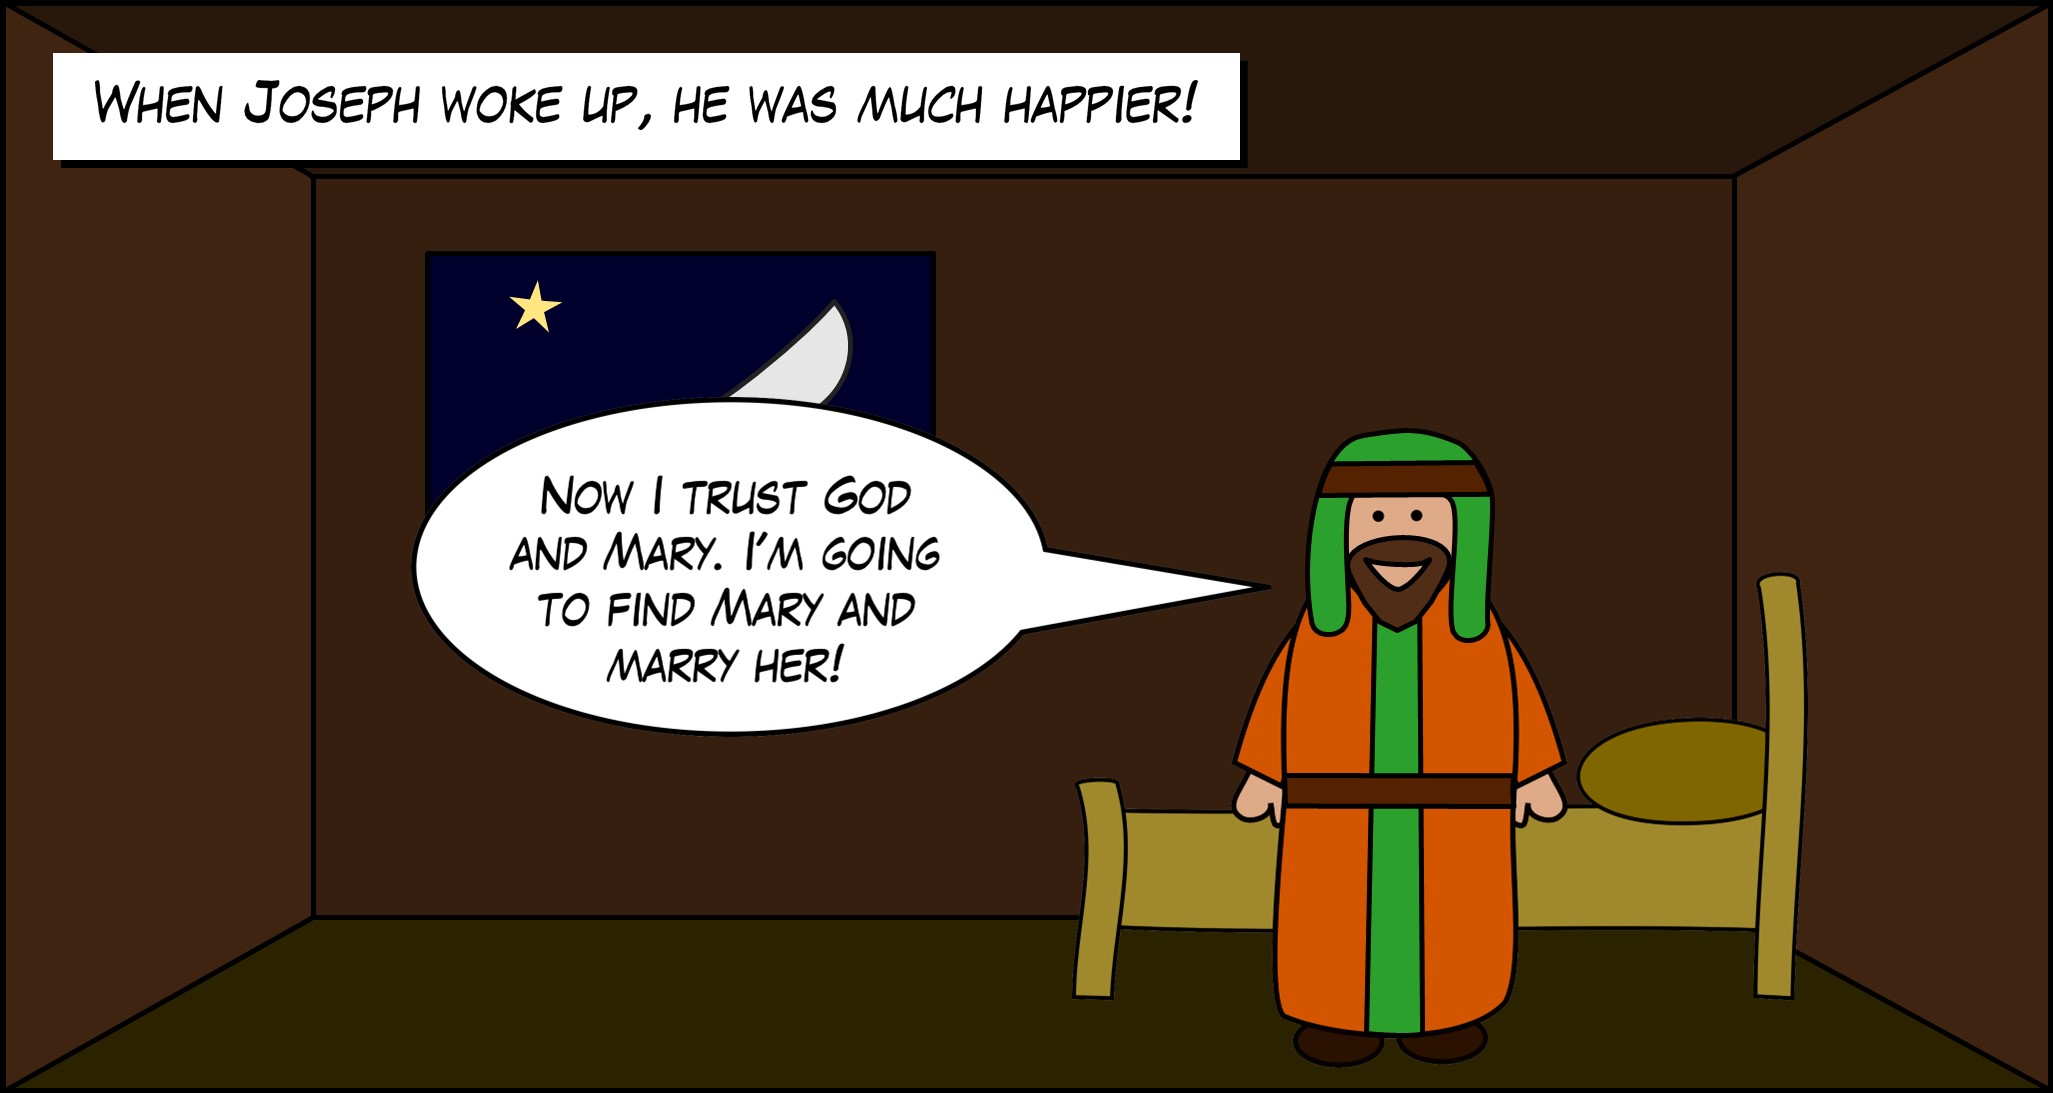 When Joseph woke up, he was much happier!
Now I trust God
and Mary. I'm going
to find Mary and
marry her!